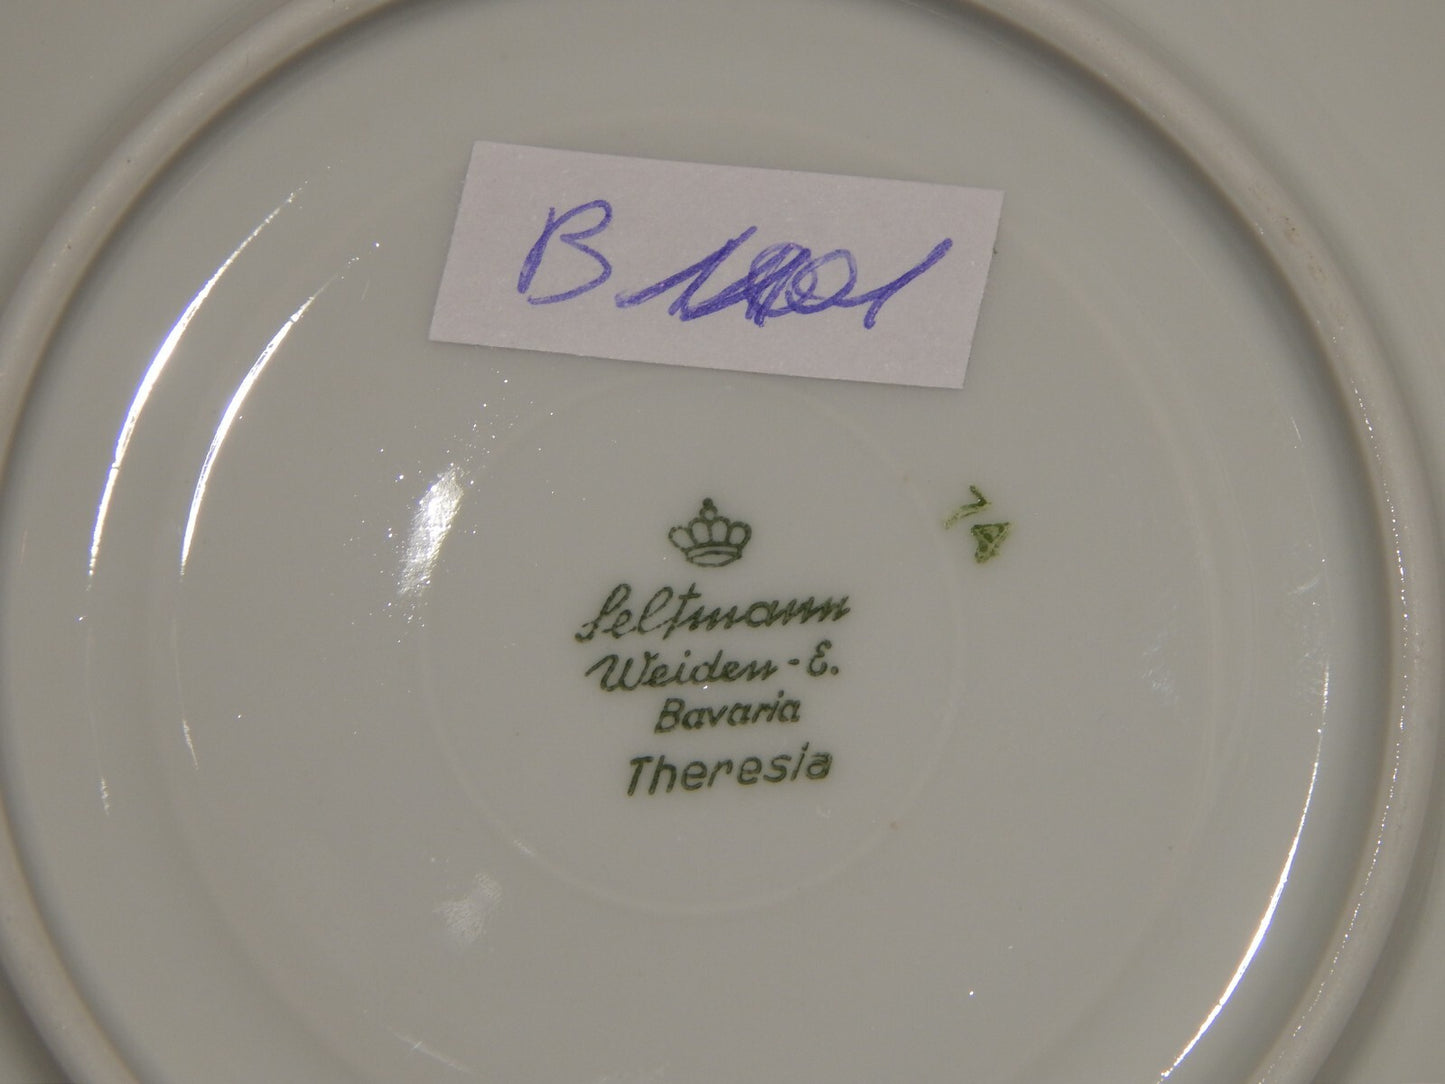 B
Seltmann
Weiden-E.
Bavaria
Theresia